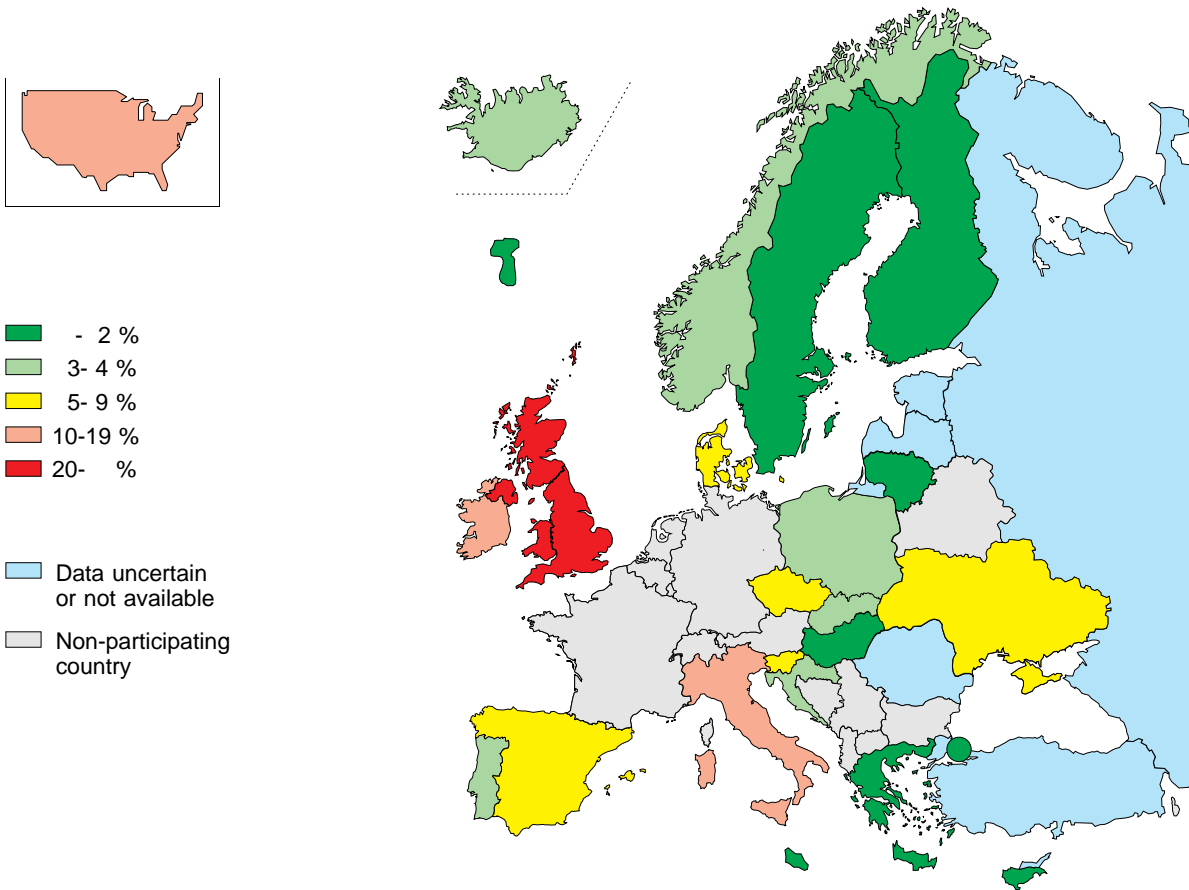 - 2 %
3- 4 %
5- 9 %
10-19 %
20- %
Data uncertain
or not available
Non-participating
country